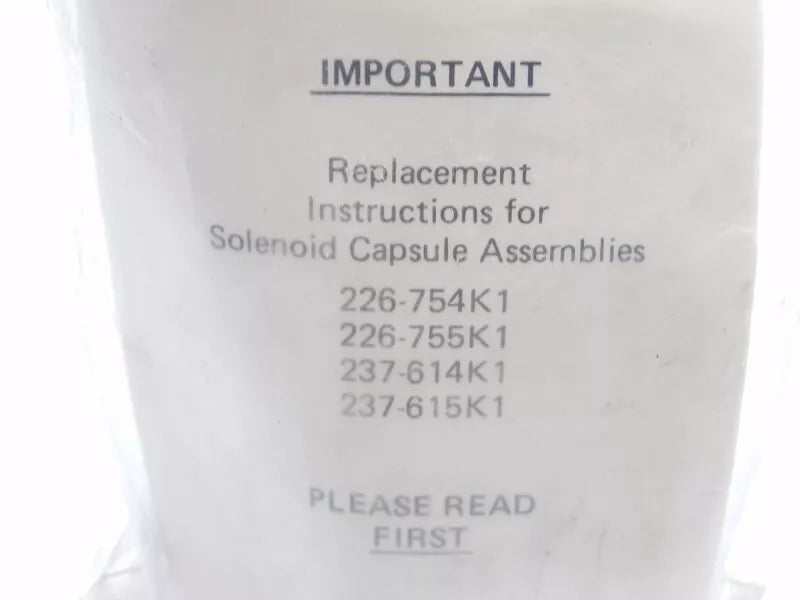 IMPORTANT
Replacement
Instructions for
Solenoid Capsule Assemblies
226-754K1
226-755K1
237-614K1
237-615K1
PLEASE READ
FIRST